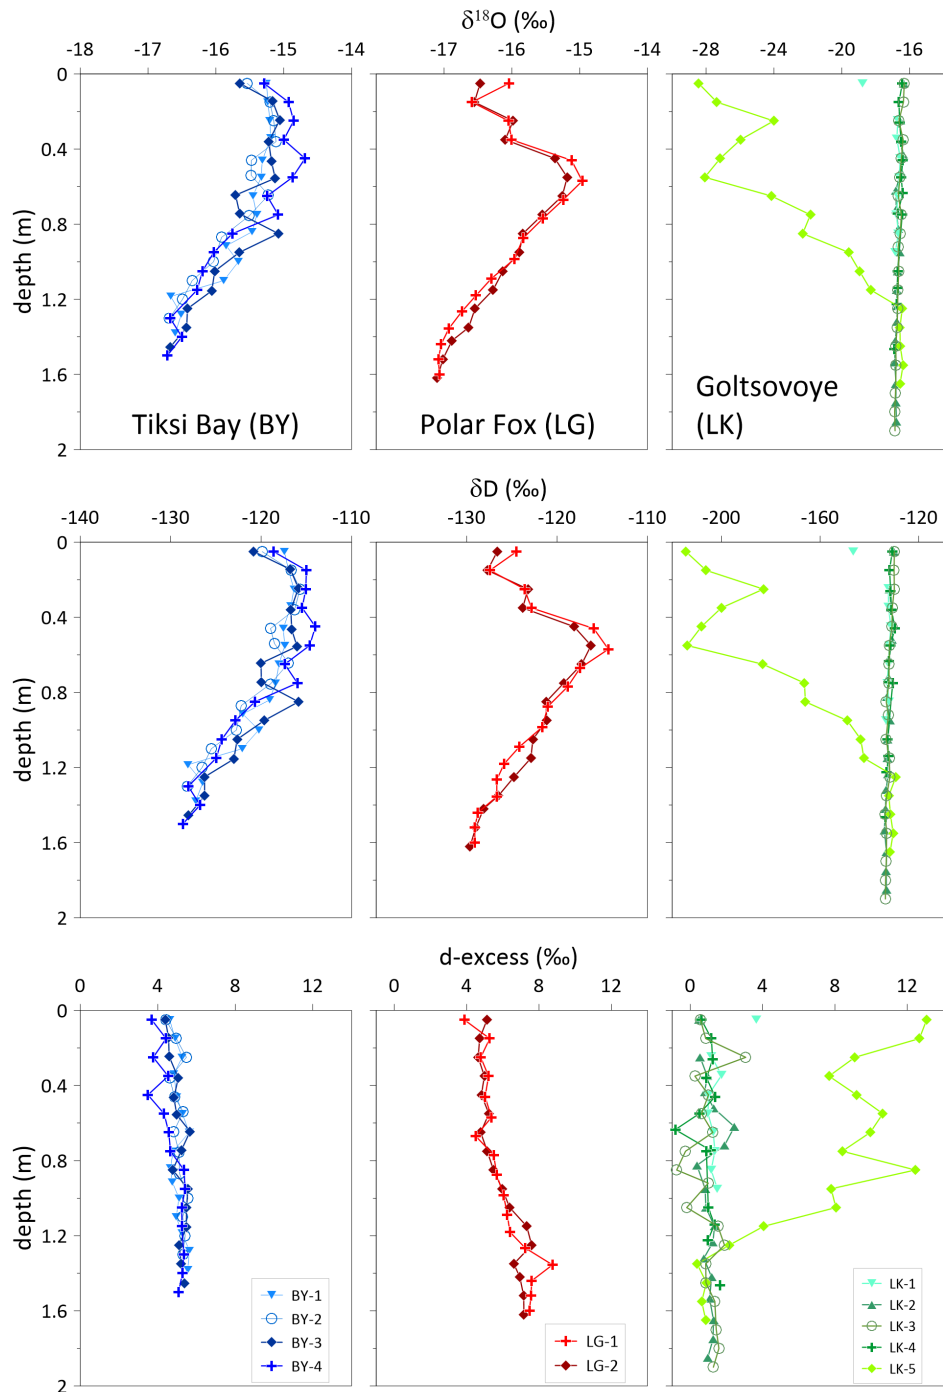 δ¹⁸O (‰)
-18 -17 -16 -15 -14 -17 -16 -15 -14 -28 -24 -20 -16
0
0.4
0.8
1.2
1.6
2
depth (m)
Tiksi Bay (BY)
Polar Fox (LG)
Goltsovoye
(LK)
δD (‰)
-140 -130 -120 -110 -130 -120 -110 -200 -160 -120
0
0.4
0.8
1.2
1.6
2
depth (m)
d-excess (‰)
0 4 8 12 0 4 8 12 0 4 8 12
0
0.4
0.8
1.2
1.6
2
depth (m)
BY-1
BY-2
BY-3
BY-4
LG-1
LG-2
LK-1
LK-2
LK-3
LK-4
LK-5